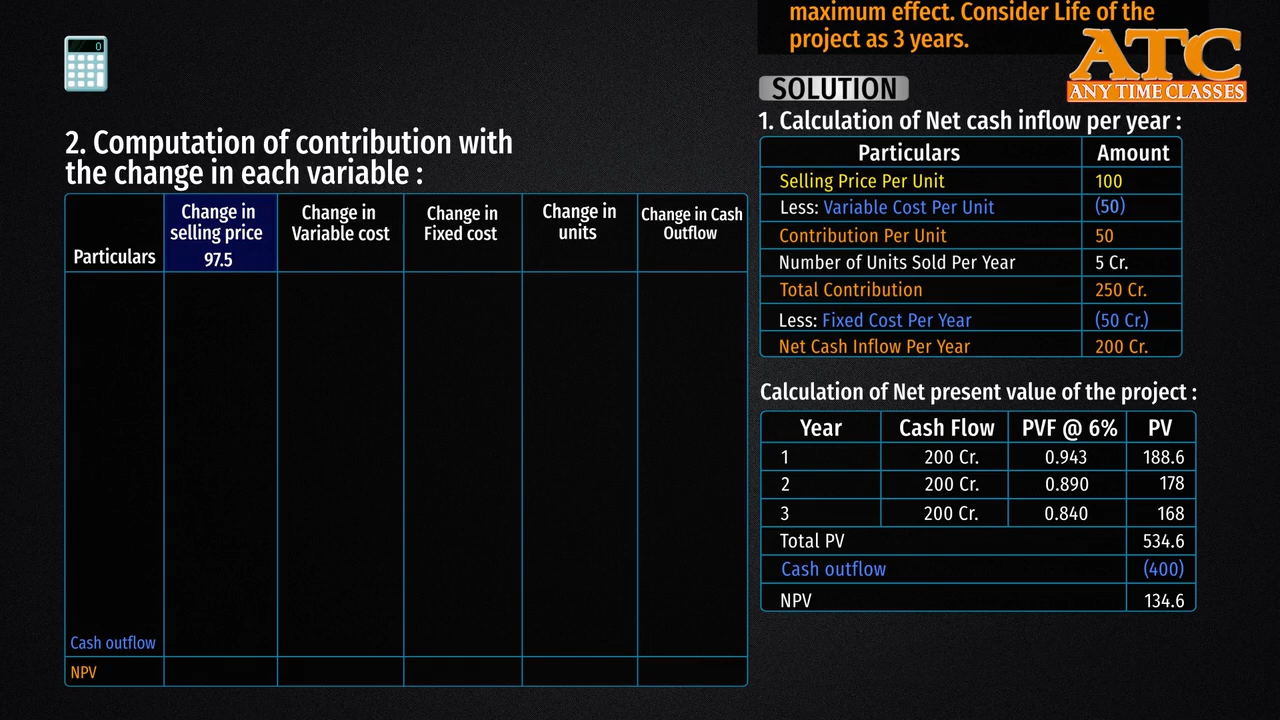 0
maximum effect. Consider Life of the
project as 3 years.
ATC
ANY TIME CLASSES
SOLUTION
1. Calculation of Net cash inflow per year :
Particulars Amount
Selling Price Per Unit 100
Less: Variable Cost Per Unit (50)
Contribution Per Unit 50
Number of Units Sold Per Year 5 Cr.
Total Contribution 250 Cr.
Less: Fixed Cost Per Year (50 Cr.)
Net Cash Inflow Per Year 200 Cr.
Calculation of Net present value of the project :
Year Cash Flow PVF @ 6% PV
1 200 Cr. 0.943 188.6
2 200 Cr. 0.890 178
3 200 Cr. 0.840 168
Total PV 534.6
Cash outflow (400)
NPV 134.6
2. Computation of contribution with
the change in each variable :
Particulars
Change in
selling price
97.5
Change in
Variable cost
Change in
Fixed cost
Change in
units
Change in Cash
Outflow
Cash outflow
NPV